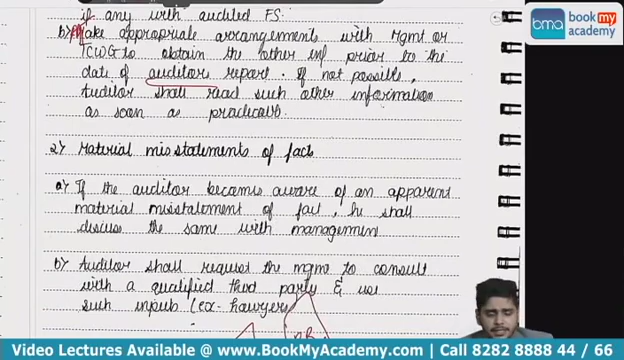 if any with audited FS.
b) Make appropriate arrangements with Mgmt or
TCWG to obtain the other inf prior to the
date of auditors report. If not possible,
Auditor shall read such other information
as soon as practicable
2) Material misstatements of fact
a) If the auditor becomes aware of an apparent
material misstatement of fact, he shall
discuss the same with management
b) Auditor shall request the mgmt to consult
with a qualified third party & use
such inputs (ex- Lawyers)
bma
book my
academy
Video Lectures Available @ www.BookMyAcademy.com | Call 8282 8888 44 / 66